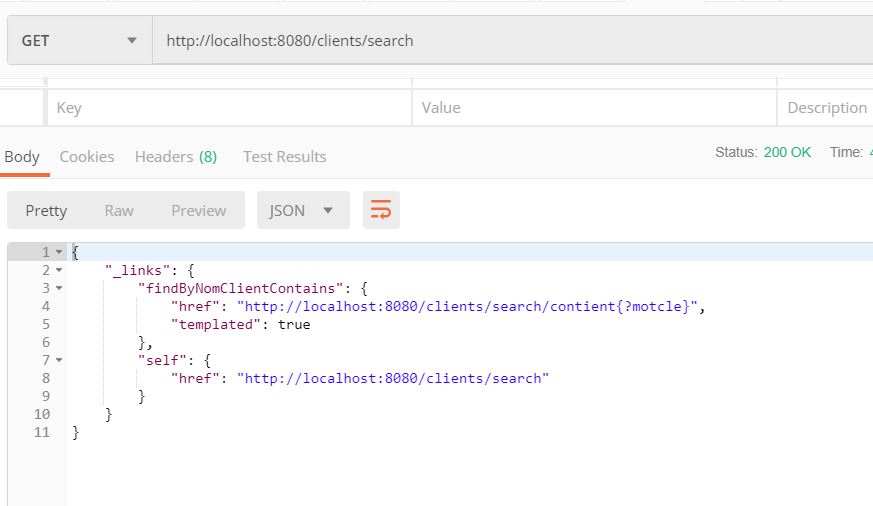 GET http://localhost:8080/clients/search
Key Value Description
Body Cookies Headers (8) Test Results Status: 200 OK Time:
Pretty Raw Preview JSON
1 {
2 "_links": {
3 "findByNomClientContains": {
4 "href": "http://localhost:8080/clients/search/contient{?motcle}",
5 "templated": true
6 },
7 "self": {
8 "href": "http://localhost:8080/clients/search"
9 }
10 }
11 }